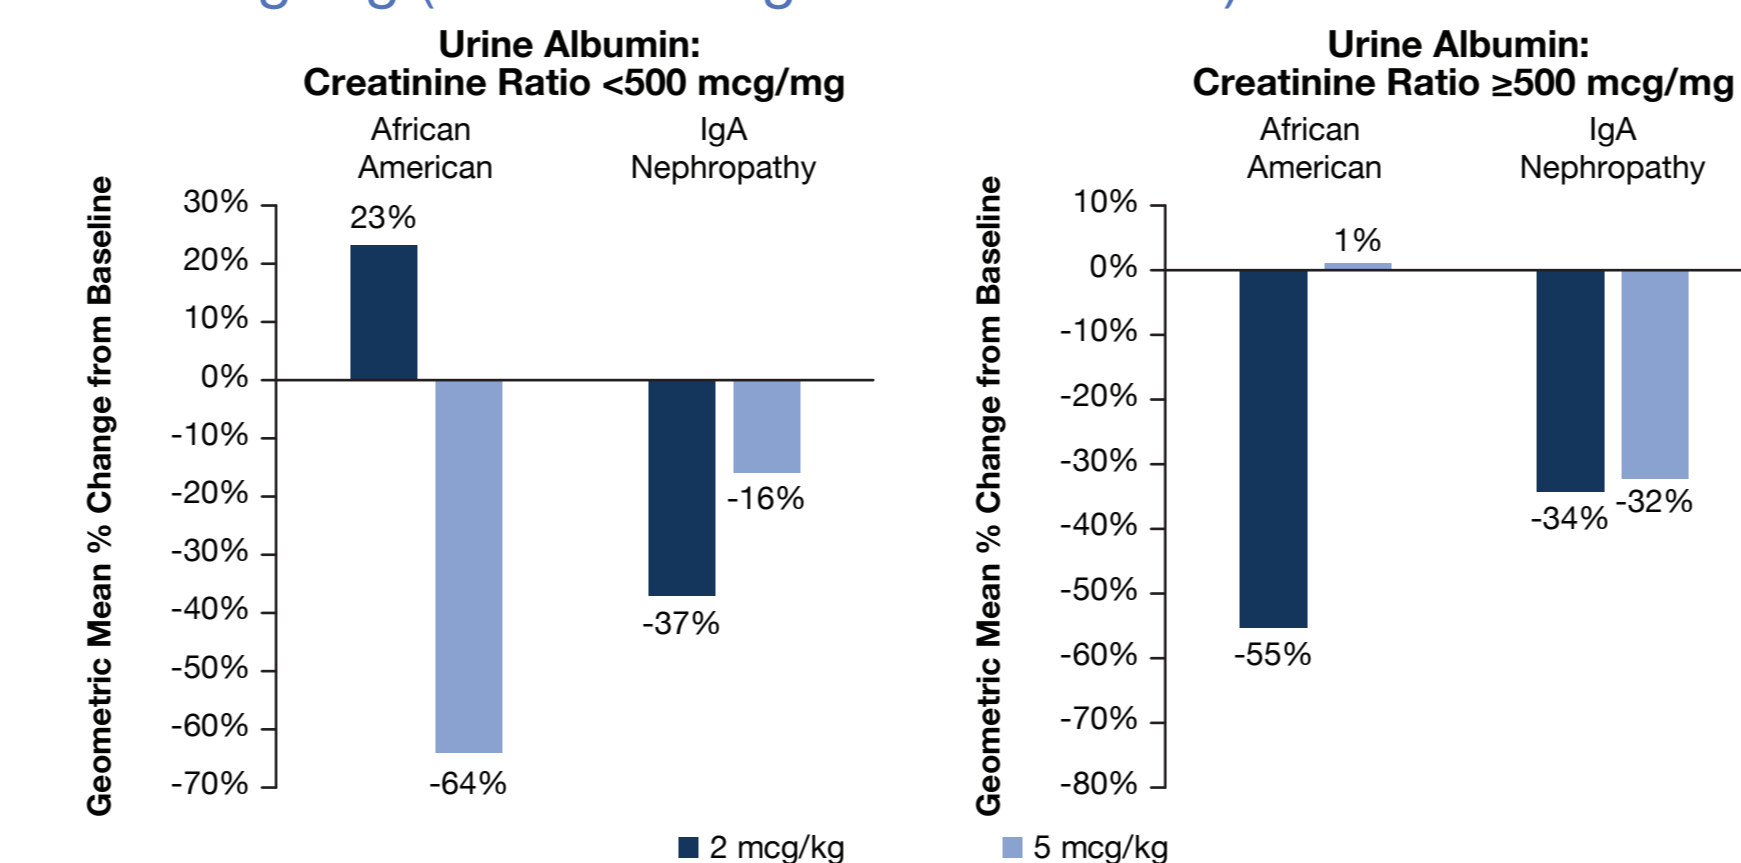 Urine Albumin:
Creatinine Ratio <500 mcg/mg
African
American
IgA
Nephropathy
Geometric Mean % Change from Baseline
30%
20%
10%
0%
-10%
-20%
-30%
-40%
-50%
-60%
-70%
23%
-64%
-37%
-16%
Urine Albumin:
Creatinine Ratio ≥500 mcg/mg
African
American
IgA
Nephropathy
Geometric Mean % Change from Baseline
10%
0%
-10%
-20%
-30%
-40%
-50%
-60%
-70%
-80%
1%
-55%
-34%
-32%
2 mcg/kg
5 mcg/kg